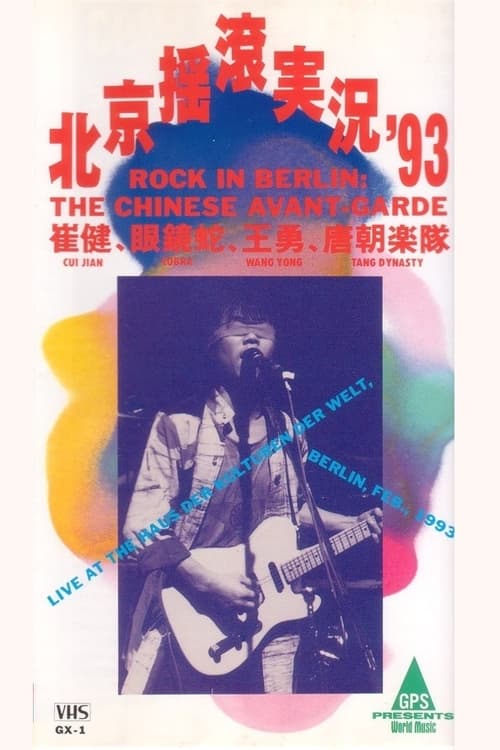 北京摇滚実況'93
ROCK IN BERLIN:
THE CHINESE AVANT-GARDE
崔健、眼鏡蛇、王勇、唐朝楽隊
CUI JIAN COBRA WANG YONG TANG DYNASTY
LIVE AT THE HAUS DER KULTUREN DER WELT,
BERLIN, FEB., 1993
VHS
GX-1
GPS
PRESENTS
World Music